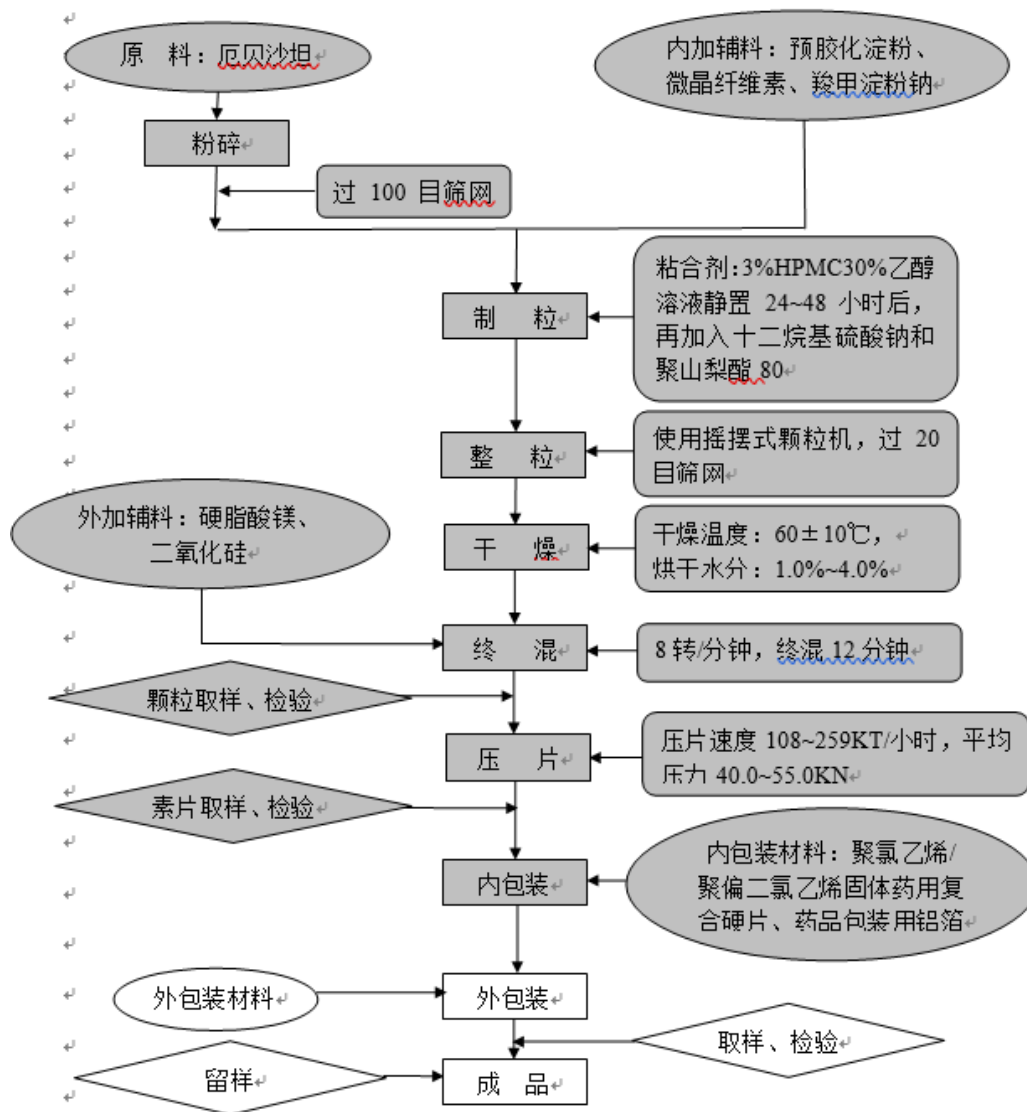 原 料：厄贝沙坦
内加辅料：预胶化淀粉、
微晶纤维素、羧甲淀粉钠
粉碎
过 100 目筛网
粘合剂:3%HPMC30%乙醇
溶液静置 24~48 小时后，
再加入十二烷基硫酸钠和
聚山梨酯 80
制 粒
整 粒
使用摇摆式颗粒机，过 20
目筛网
外加辅料：硬脂酸镁、
二氧化硅
干 燥
干燥温度：60±10℃，
烘干水分：1.0%~4.0%
终 混
8 转/分钟，终混 12 分钟
颗粒取样、检验
压 片
压片速度 108~259KT/小时，平均
压力 40.0~55.0KN
素片取样、检验
内包装
内包装材料：聚氯乙烯/
聚偏二氯乙烯固体药用复
合硬片、药品包装用铝箔
外包装材料
外包装
取样、检验
留样
成 品